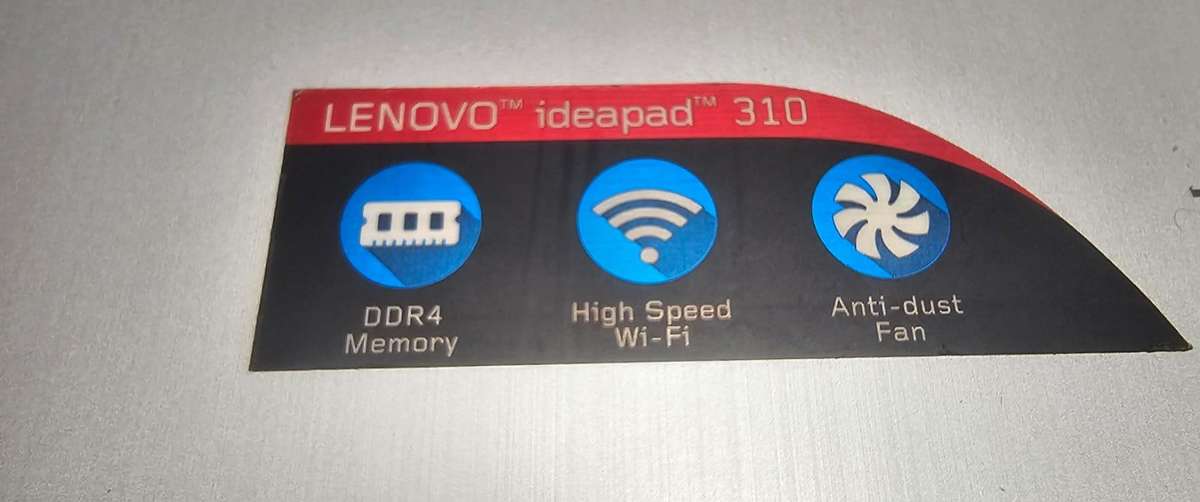 LENOVO™ ideapad™ 310
DDR4
Memory
High Speed
Wi-Fi
Anti-dust
Fan